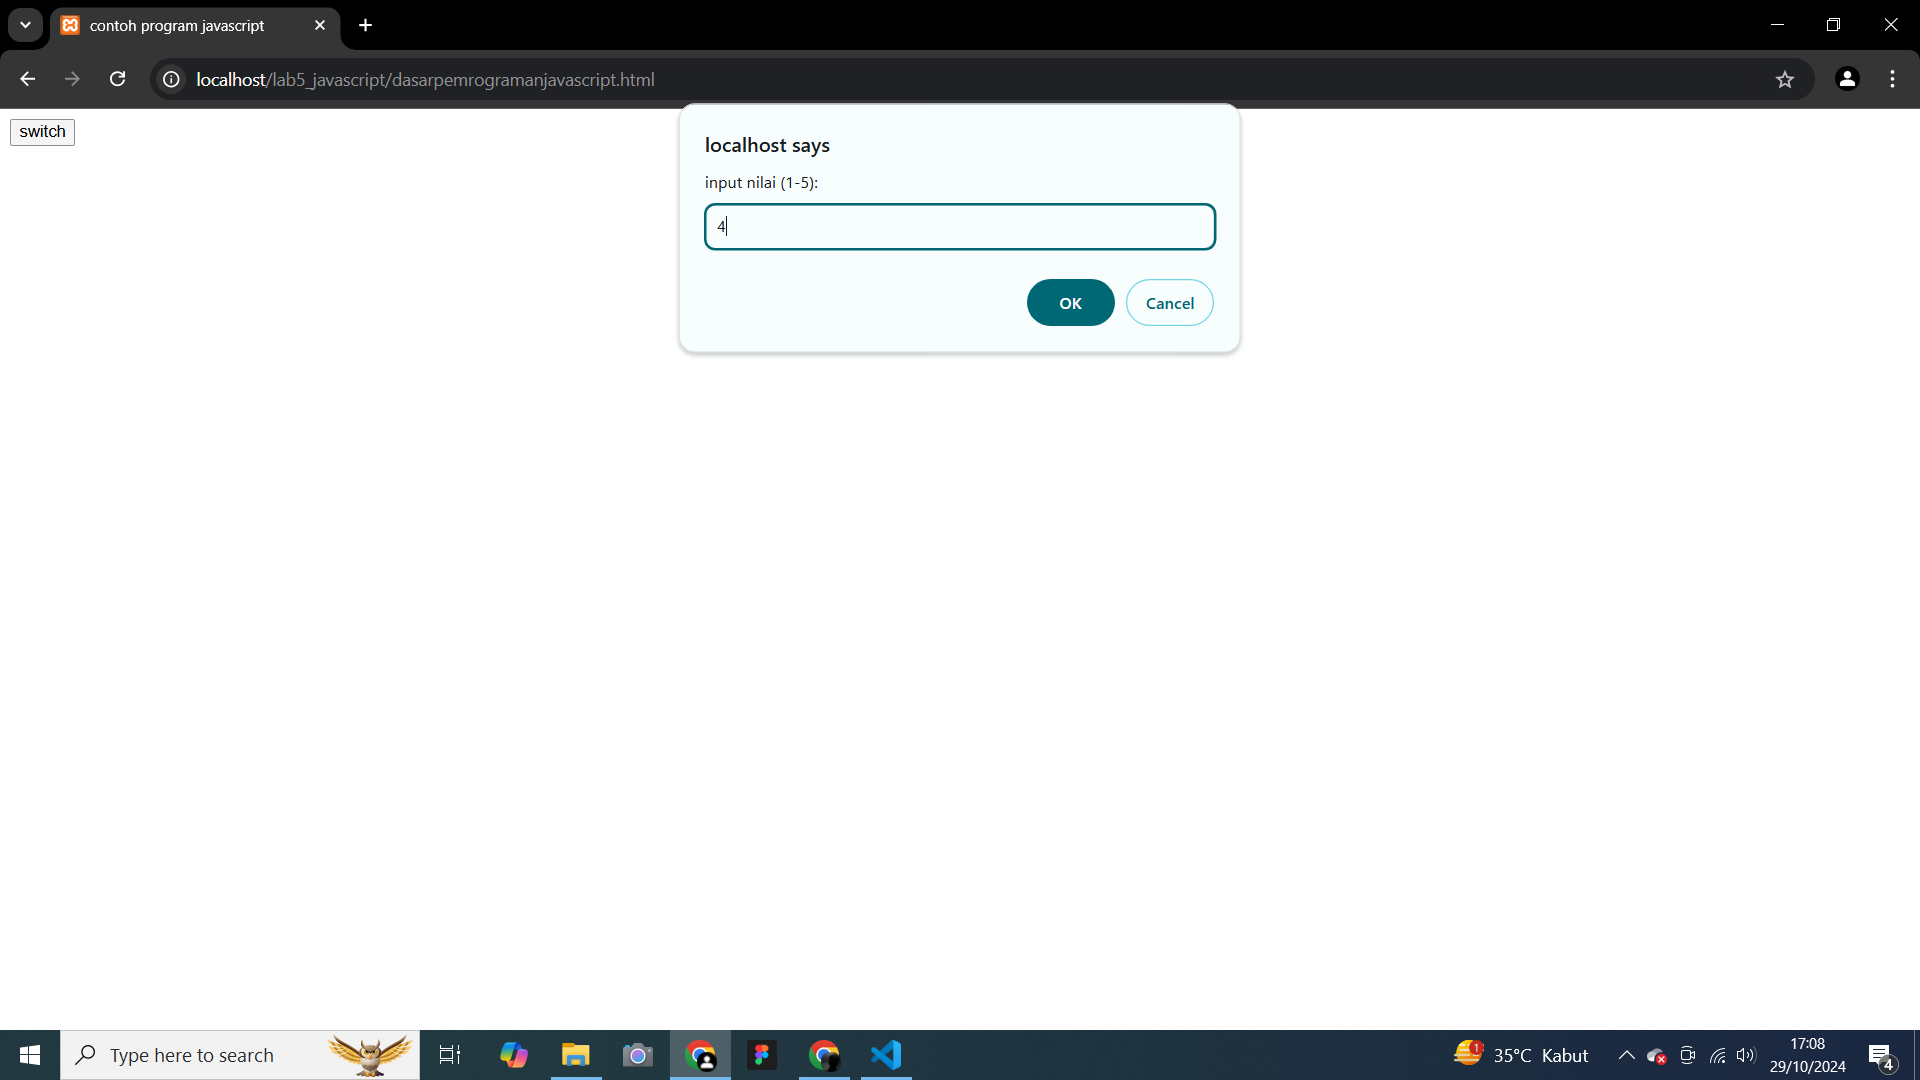 contoh program javascript
localhost/lab5_javascript/dasarpemrogramanjavascript.html
switch
localhost says
input nilai (1-5):
4
OK
Cancel
Type here to search
1
35°C Kabut
17:08
29/10/2024
4